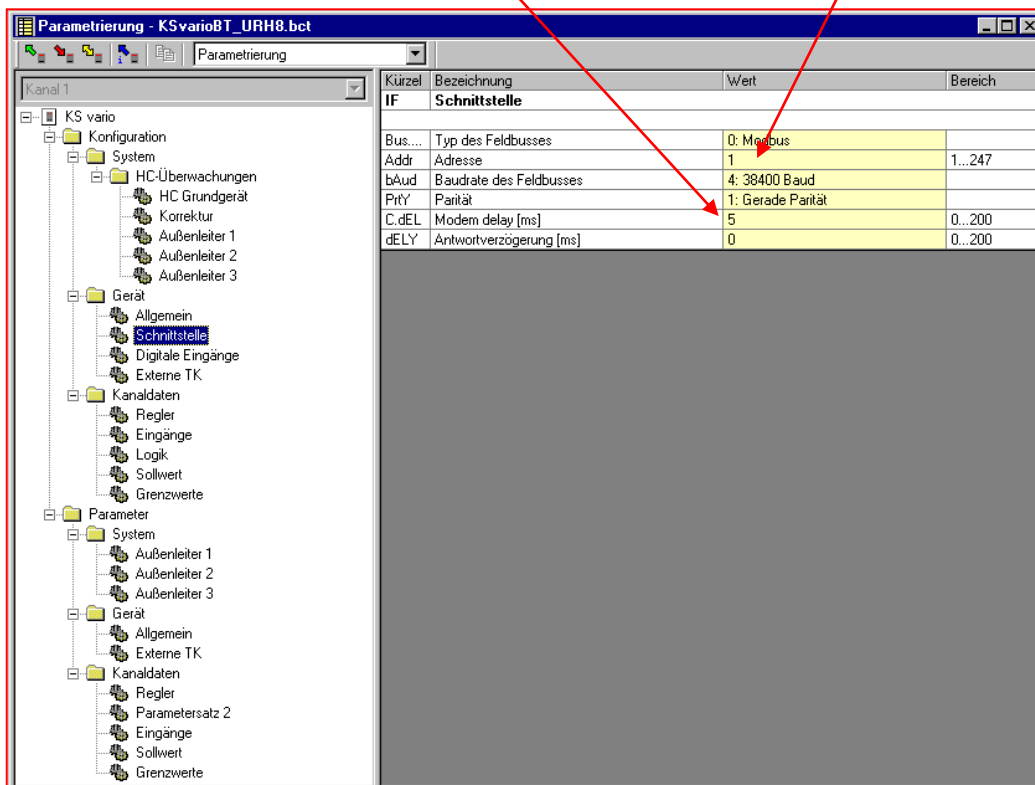 Parametrierung - KSvarioBT_URH8.bct
Parametrierung
Kanal 1
KS vario
Konfiguration
System
HC-Überwachungen
HC Grundgerät
Korrektur
Außenleiter 1
Außenleiter 2
Außenleiter 3
Gerät
Allgemein
Schnittstelle
Digitale Eingänge
Externe TK
Kanaldaten
Regler
Eingänge
Logik
Sollwert
Grenzwerte
Parameter
System
Außenleiter 1
Außenleiter 2
Außenleiter 3
Gerät
Allgemein
Externe TK
Kanaldaten
Regler
Parametersatz 2
Eingänge
Sollwert
Grenzwerte
Kürzel Bezeichnung Wert Bereich
IF Schnittstelle
Bus.... Typ des Feldbusses 0: Modbus
Addr Adresse 1 1...247
bAud Baudrate des Feldbusses 4: 38400 Baud
PrtY Parität 1: Gerade Parität
C.dEL Modem delay [ms] 5 0...200
dELY Antwortverzögerung [ms] 0 0...200